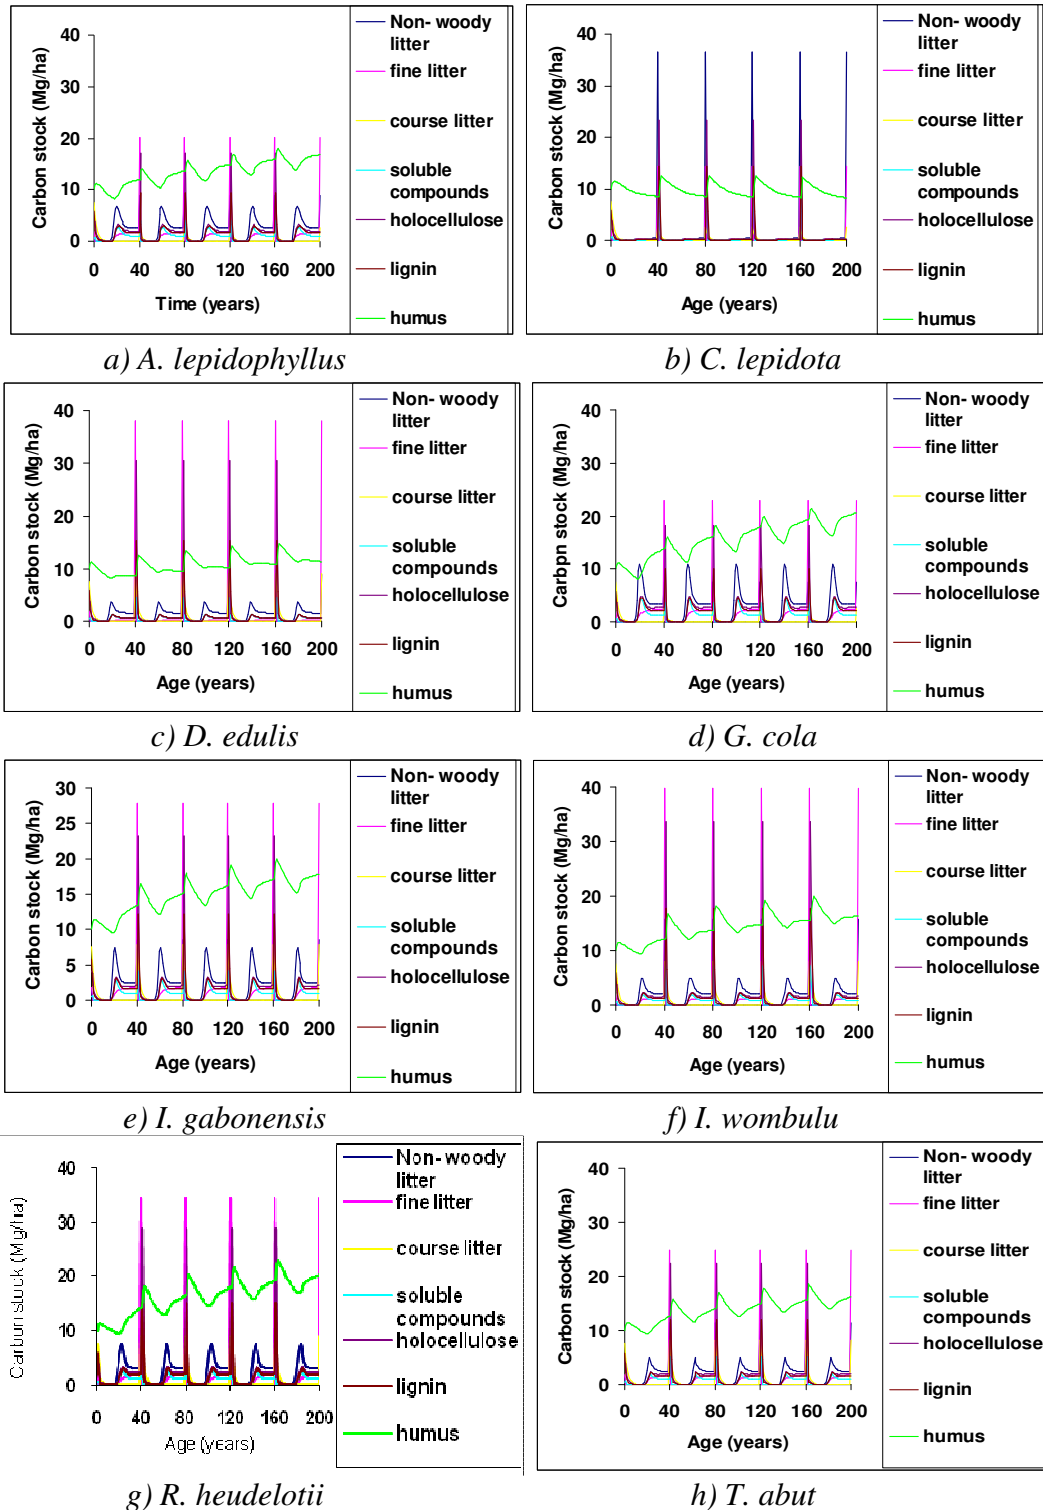 Carbon stock (Mg/ha)
40
30
20
10
0
0 40 80 120 160 200
Time (years)
Non- woody
litter
fine litter
course litter
soluble
compounds
holocellulose
lignin
humus
a) A. lepidophyllus
Carbon stock (Mg/ha)
40
30
20
10
0
0 40 80 120 160 200
Age (years)
Non- woody
litter
fine litter
course litter
soluble
compounds
holocellulose
lignin
humus
b) C. lepidota
Carbon stock (Mg/ha)
40
30
20
10
0
0 40 80 120 160 200
Age (years)
Non- woody
litter
fine litter
course litter
soluble
compounds
holocellulose
lignin
humus
c) D. edulis
Carbpn stock (Mg/ha)
40
30
20
10
0
0 40 80 120 160 200
Age (years)
Non- woody
litter
fine litter
course litter
soluble
compounds
holocellulose
lignin
humus
d) G. cola
Carbon stock (Mg/ha)
30
25
20
15
10
5
0
0 40 80 120 160 200
Age (years)
Non- woody
litter
fine litter
course litter
soluble
compounds
holocellulose
lignin
humus
e) I. gabonensis
Carbon stock (Mg/ha)
40
30
20
10
0
0 40 80 120 160 200
Age (years)
Non- woody
litter
fine litter
course litter
soluble
compounds
holocellulose
lignin
humus
f) I. wombulu
Carbon stock (Mg/ha)
40
30
20
10
0
0 40 80 120 160 200
Age (years)
Non- woody
litter
fine litter
course litter
soluble
compounds
holocellulose
lignin
humus
g) R. heudelotii
Carbon stock (Mg/ha)
40
30
20
10
0
0 40 80 120 160 200
Age (years)
Non- woody
litter
fine litter
course litter
soluble
compounds
holocellulose
lignin
humus
h) T. abut